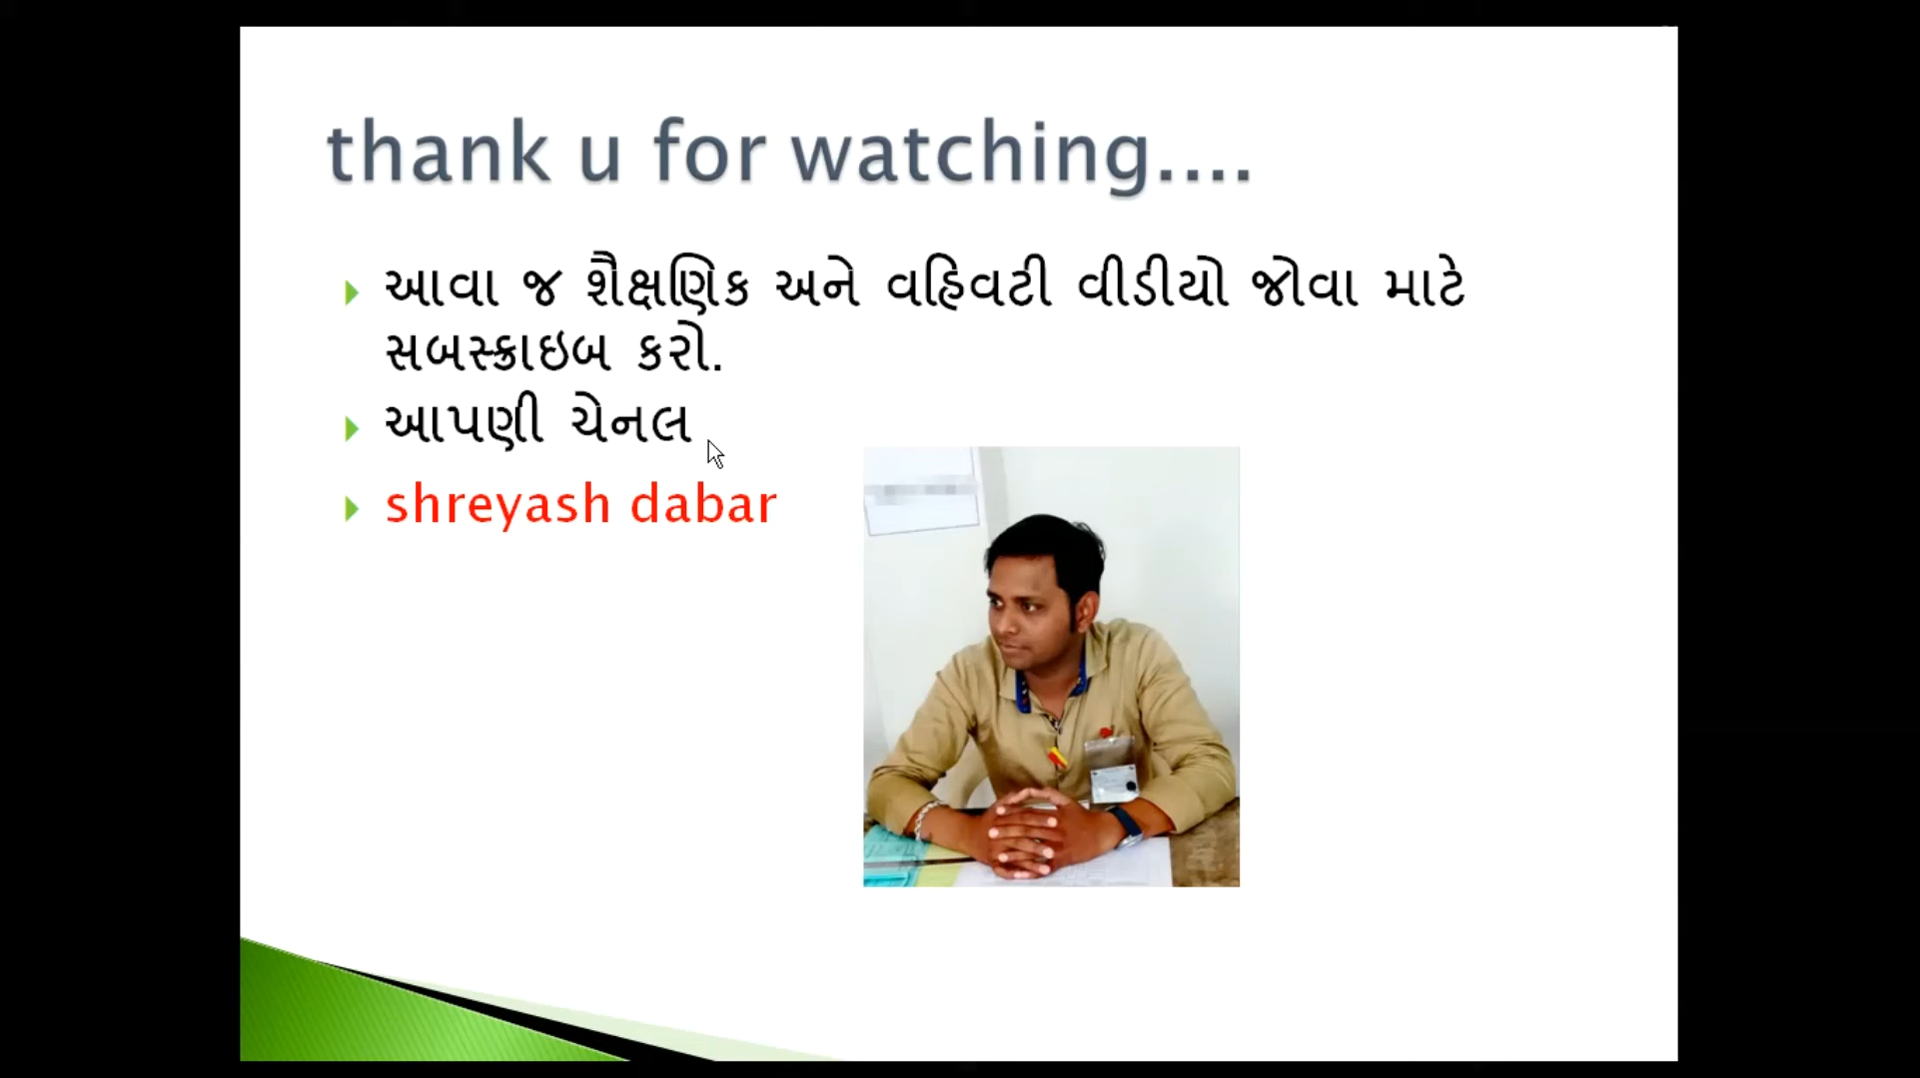 thank u for watching....
આવા જ શૈક્ષણિક અને વહિવટી વીડીયો જોવા માટે
સબસ્ક્રાઇબ કરો.
આપણી ચેનલ
shreyash dabar